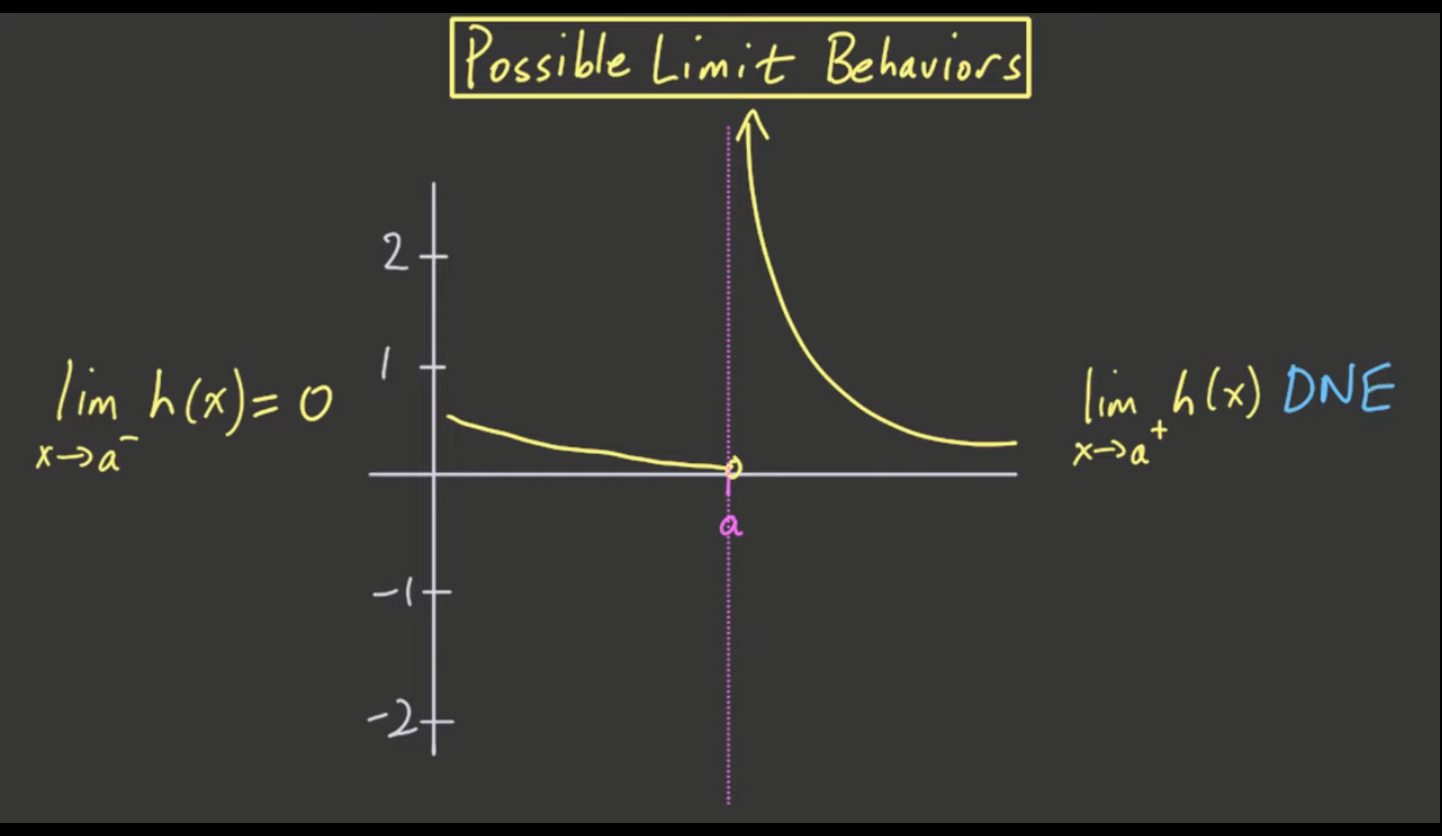 Possible Limit Behaviors
2
1
lim h(x) = 0
x→a⁻
lim h(x) DNE
x→a⁺
a
-1
-2